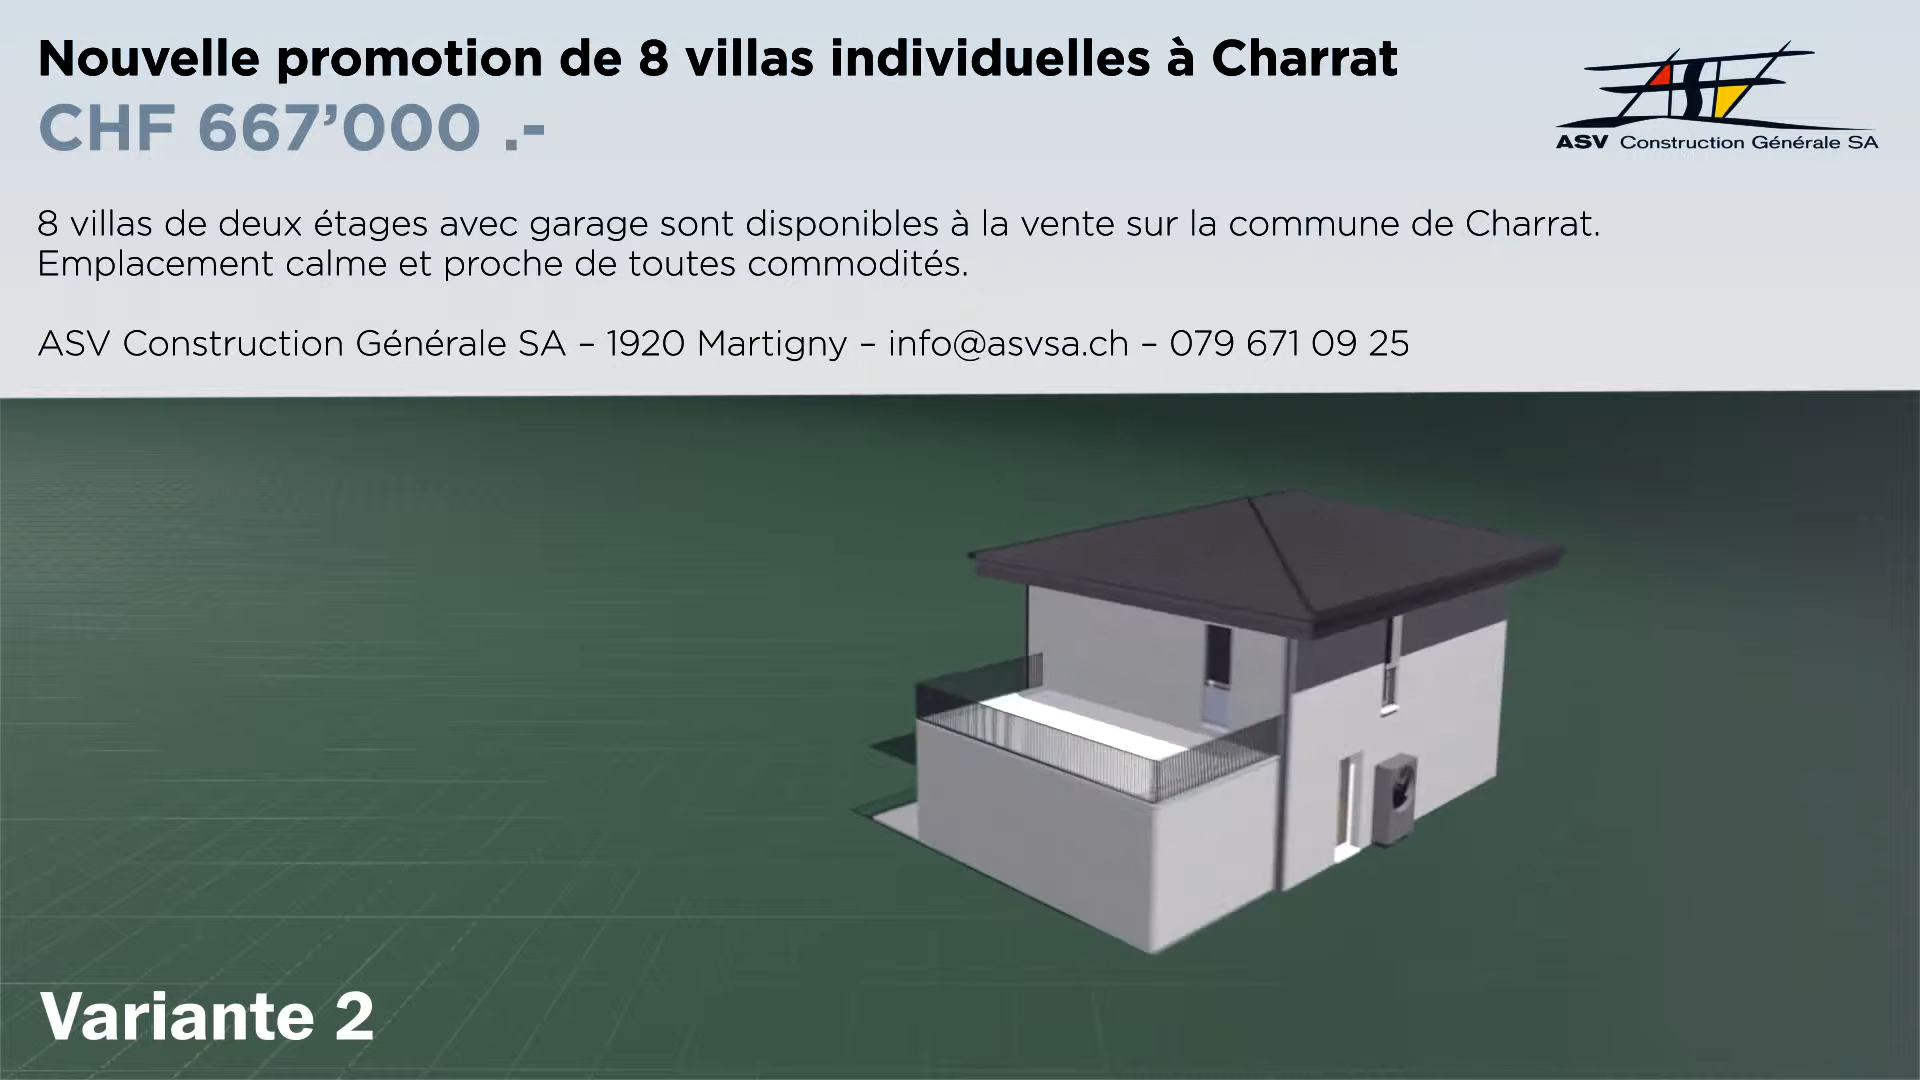 Nouvelle promotion de 8 villas individuelles à Charrat
CHF 667’000 .-
ASV
ASV Construction Générale SA
8 villas de deux étages avec garage sont disponibles à la vente sur la commune de Charrat.
Emplacement calme et proche de toutes commodités.
ASV Construction Générale SA – 1920 Martigny – info@asvsa.ch – 079 671 09 25
Variante 2